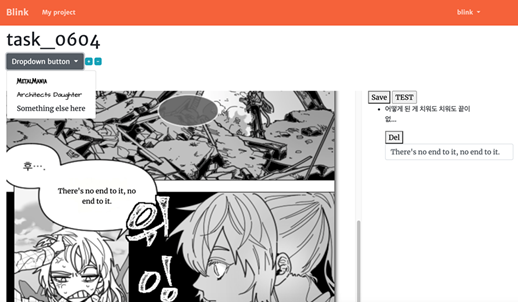 Blink My project blink
task_0604
Dropdown button + -
MetalMania
Architects Daughter
Something else here
Save TEST
어떻게 된 게 치워도 치워도 끝이
없...
Del
There's no end to it, no end to it.
후···.
There's no end to it, no
end to it.